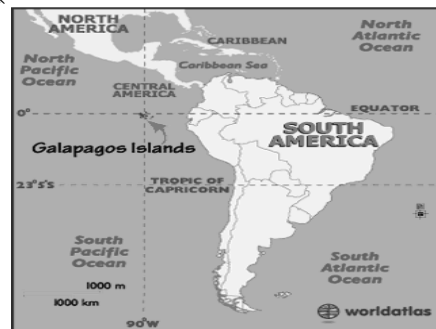 NORTH
AMERICA
North
Atlantic
Ocean
CARIBBEAN
North
Pacific
Ocean
Caribbean Sea
CENTRAL
AMERICA
EQUATOR
0°
SOUTH
AMERICA
Galapagos Islands
TROPIC OF
CAPRICORN
23°5'S
South
Pacific
Ocean
South
Atlantic
Ocean
1000 m
1000 km
worldatlas
90°W